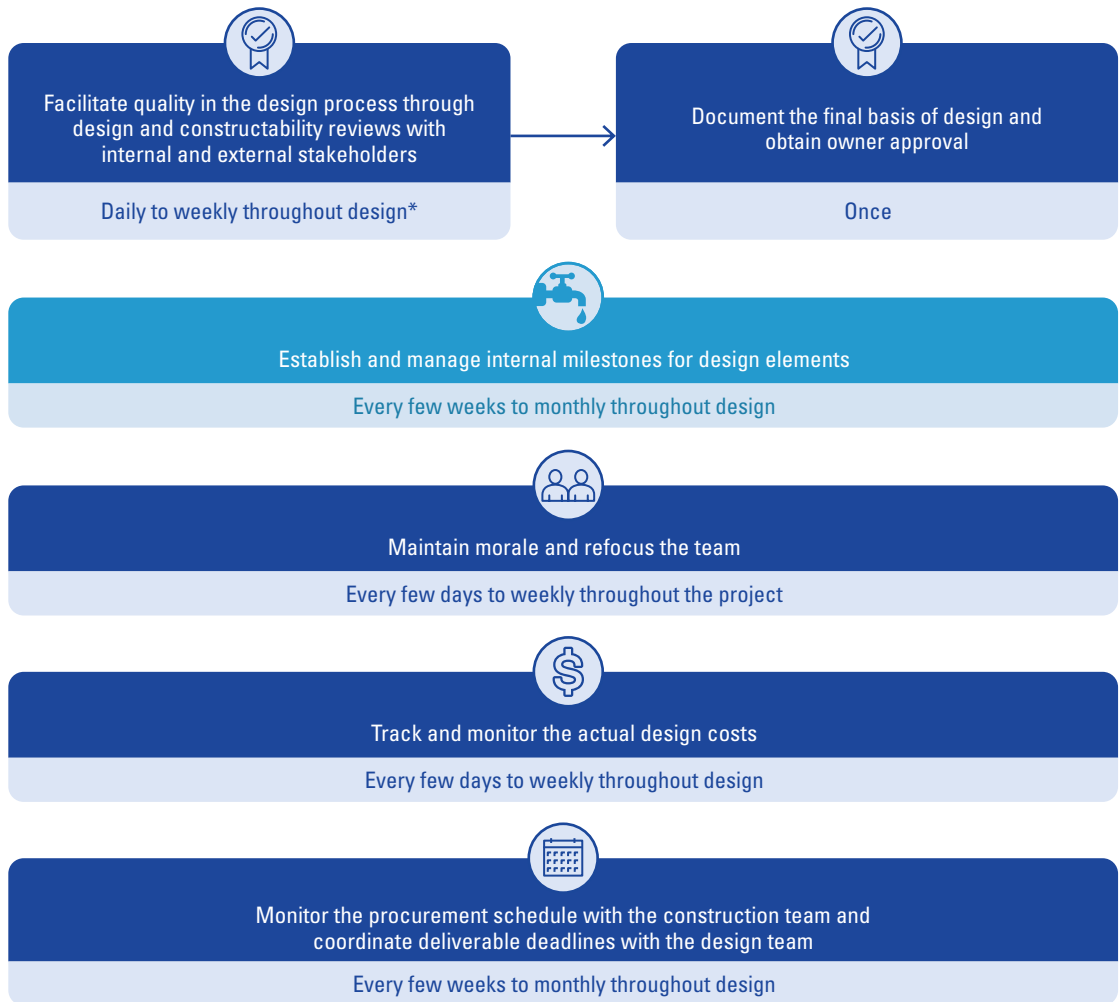 Facilitate quality in the design process through
design and constructability reviews with
internal and external stakeholders
Daily to weekly throughout design*
Document the final basis of design and
obtain owner approval
Once
Establish and manage internal milestones for design elements
Every few weeks to monthly throughout design
Maintain morale and refocus the team
Every few days to weekly throughout the project
$
Track and monitor the actual design costs
Every few days to weekly throughout design
Monitor the procurement schedule with the construction team and
coordinate deliverable deadlines with the design team
Every few weeks to monthly throughout design